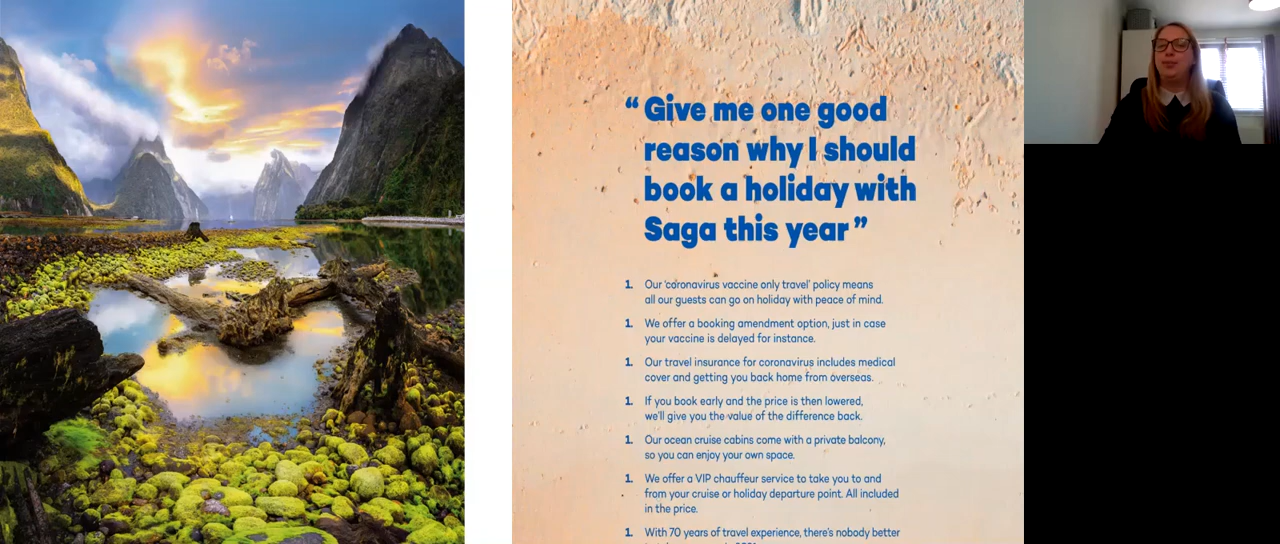 “ Give me one good
reason why I should
book a holiday with
Saga this year ”
1. Our ‘coronavirus vaccine only travel’ policy means
all our guests can go on holiday with peace of mind.
1. We offer a booking amendment option, just in case
your vaccine is delayed for instance.
1. Our travel insurance for coronavirus includes medical
cover and getting you back home from overseas.
1. If you book early and the price is then lowered,
we’ll give you the value of the difference back.
1. Our ocean cruise cabins come with a private balcony,
so you can enjoy your own space.
1. We offer a VIP chauffeur service to take you to and
from your cruise or holiday departure point. All included
in the price.
1. With 70 years of travel experience, there’s nobody better